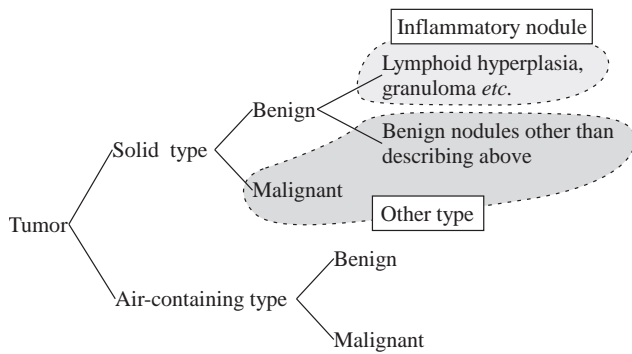 Inflammatory nodule
Lymphoid hyperplasia,
granuloma etc.
Benign
Benign nodules other than
describing above
Solid type
Malignant
Other type
Tumor
Benign
Air-containing type
Malignant